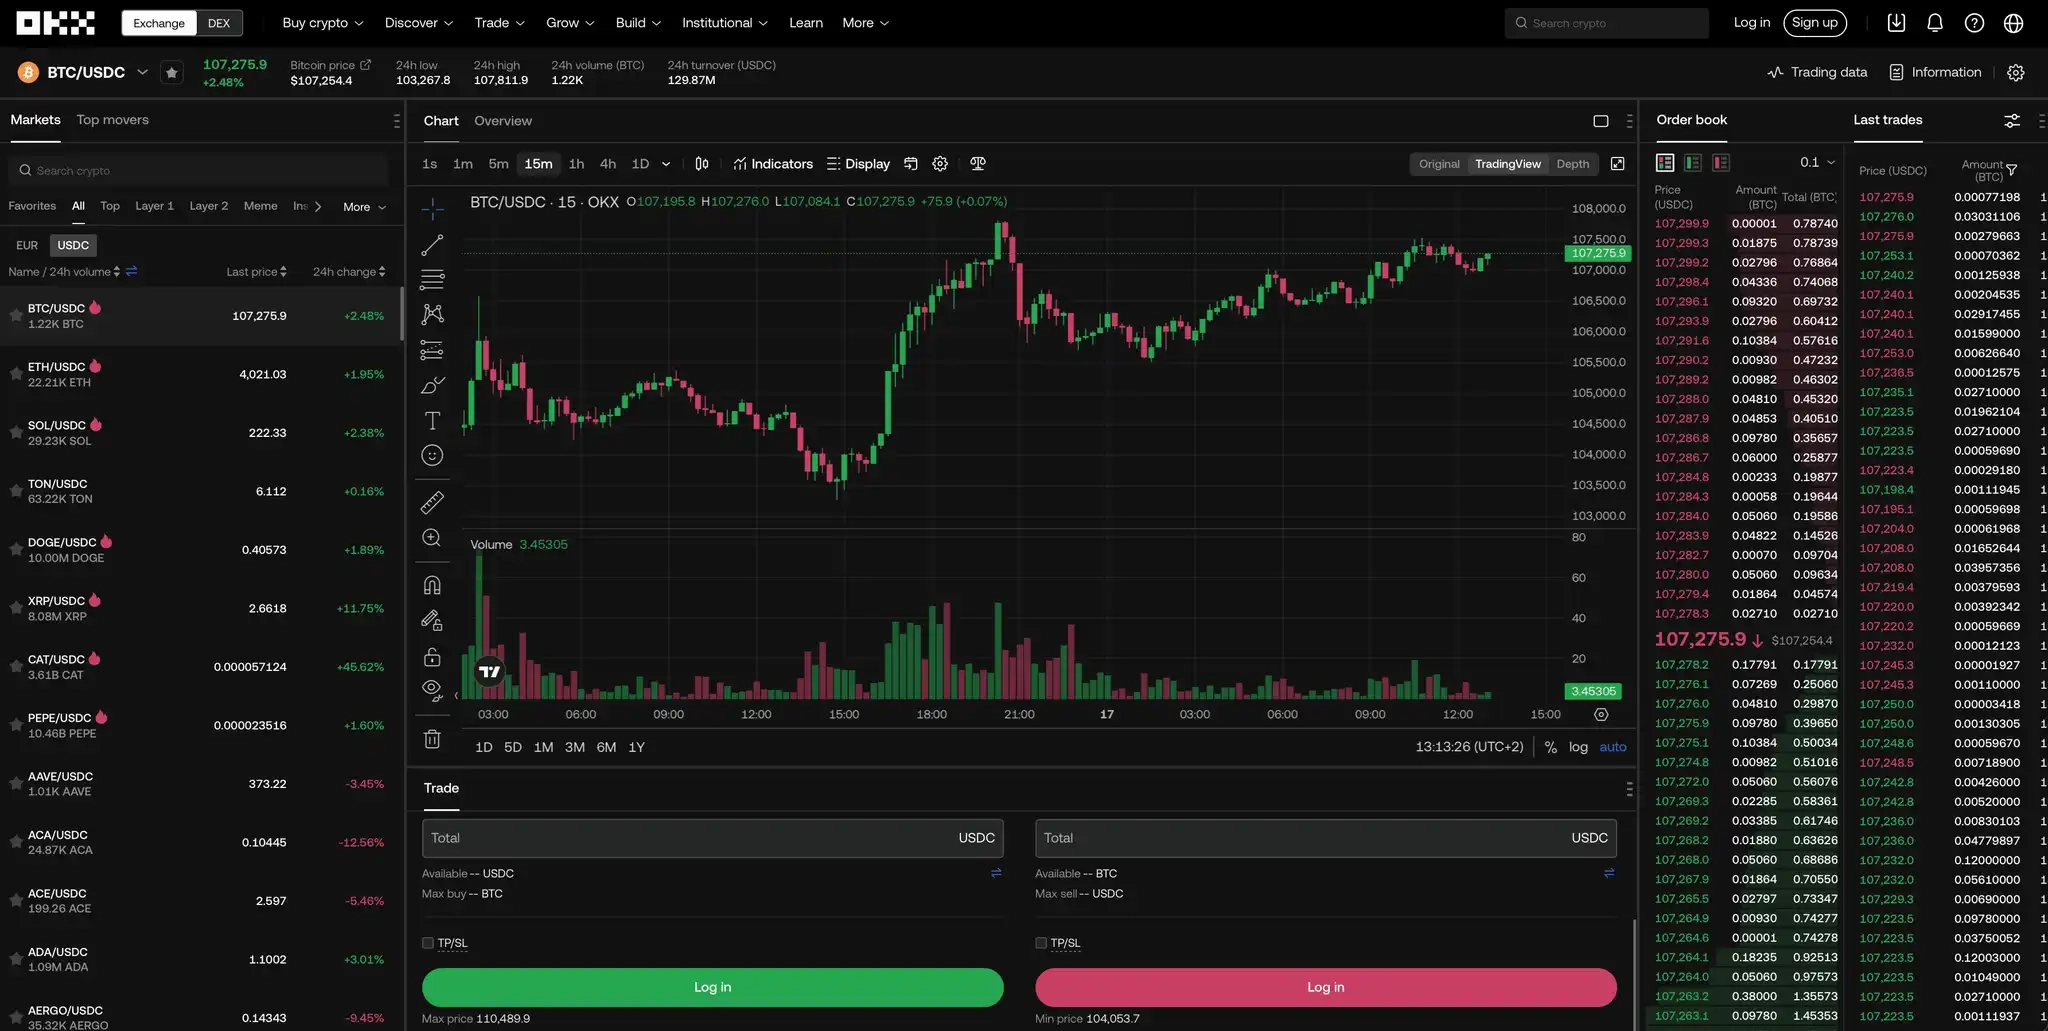 OKX Exchange DEX Buy crypto Discover Trade Grow Build Institutional Learn More Search crypto Log in Sign up
BTC/USDC 107,275.9 +2.48% Bitcoin price $107,254.4 24h low 103,267.8 24h high 107,811.9 24h volume (BTC) 1.22K 24h turnover (USDC) 129.87M Trading data Information
Markets Top movers
Search crypto
Favorites All Top Layer 1 Layer 2 Meme Ins More
EUR USDC
Name / 24h volume Last price 24h change
BTC/USDC 107,275.9 +2.48%
1.22K BTC
ETH/USDC 4,021.03 +1.95%
22.21K ETH
SOL/USDC 222.33 +2.38%
29.23K SOL
TON/USDC 6.112 +0.16%
63.22K TON
DOGE/USDC 0.40573 +1.89%
10.00M DOGE
XRP/USDC 2.6618 +11.75%
8.08M XRP
CAT/USDC 0.000057124 +45.62%
3.61B CAT
PEPE/USDC 0.000023516 +1.60%
10.46B PEPE
AAVE/USDC 373.22 -3.45%
1.01K AAVE
ACA/USDC 0.10445 -12.56%
24.87K ACA
ACE/USDC 2.597 -5.46%
199.26 ACE
ADA/USDC 1.1002 +3.01%
1.09M ADA
AERGO/USDC 0.14343 -9.45%
35.32K AERGO
Chart Overview
1s 1m 5m 15m 1h 4h 1D Indicators Display Original TradingView Depth
BTC/USDC · 15 · OKX O107,195.8 H107,276.0 L107,084.1 C107,275.9 +75.9 (+0.07%)
108,000.0
107,500.0
107,275.9
107,000.0
106,500.0
106,000.0
105,500.0
105,000.0
104,500.0
104,000.0
103,500.0
103,000.0
Volume 3.45305
80
60
40
20
3.45305
03:00 06:00 09:00 12:00 15:00 18:00 21:00 17 03:00 06:00 09:00 12:00 15:00
1D 5D 1M 3M 6M 1Y 13:13:26 (UTC+2) % log auto
Trade
Total USDC Total USDC
Available -- USDC Available -- BTC
Max buy -- BTC Max sell -- USDC
TP/SL TP/SL
Log in Log in
Max price 110,489.9 Min price 104,053.7
Order book
0.1
Price (USDC) Amount (BTC) Total (BTC)
107,299.9 0.00001 0.78740
107,299.3 0.01875 0.78739
107,299.2 0.02796 0.76864
107,298.4 0.04336 0.74068
107,296.1 0.09320 0.69732
107,293.9 0.02796 0.60412
107,291.6 0.10384 0.57616
107,290.2 0.00930 0.47232
107,289.2 0.00982 0.46302
107,288.0 0.04810 0.45320
107,287.9 0.04853 0.40510
107,286.8 0.09780 0.35657
107,286.7 0.06000 0.25877
107,284.8 0.00233 0.19877
107,284.3 0.00058 0.19644
107,284.0 0.05060 0.19586
107,283.9 0.04822 0.14526
107,282.7 0.00070 0.09704
107,280.0 0.05060 0.09634
107,279.4 0.01864 0.04574
107,278.3 0.02710 0.02710
107,275.9 $107,254.4
107,278.2 0.17791 0.17791
107,276.1 0.07269 0.25060
107,276.0 0.04810 0.29870
107,275.9 0.09780 0.39650
107,275.1 0.10384 0.50034
107,274.8 0.00982 0.51016
107,272.0 0.05060 0.56076
107,269.3 0.02285 0.58361
107,269.2 0.03385 0.61746
107,268.2 0.01880 0.63626
107,268.0 0.05060 0.68686
107,267.9 0.01864 0.70550
107,265.5 0.02797 0.73347
107,264.9 0.00930 0.74277
107,264.6 0.00001 0.74278
107,264.1 0.18235 0.92513
107,264.0 0.05060 0.97573
107,263.2 0.38000 1.35573
107,263.1 0.09780 1.45353
Last trades
Price (USDC) Amount (BTC)
107,275.9 0.00077198
107,276.0 0.03031106
107,275.9 0.00279663
107,253.1 0.00070362
107,240.2 0.00125938
107,240.1 0.00204535
107,240.1 0.02917455
107,240.1 0.01599000
107,253.0 0.00626640
107,236.5 0.00012575
107,235.1 0.02710000
107,223.5 0.01962104
107,223.5 0.02710000
107,223.5 0.00059690
107,223.4 0.00029180
107,198.4 0.00111945
107,195.1 0.00059698
107,204.0 0.00061968
107,208.0 0.01652644
107,208.0 0.03957356
107,219.4 0.00379593
107,220.0 0.00392342
107,220.2 0.00059669
107,232.0 0.00012123
107,245.3 0.00001927
107,245.3 0.00110000
107,250.0 0.00003418
107,250.0 0.00130305
107,248.6 0.00059670
107,248.5 0.00718900
107,242.8 0.00426000
107,242.8 0.00520000
107,236.0 0.00830103
107,236.0 0.04779897
107,232.0 0.12000000
107,232.0 0.05610000
107,229.3 0.00690000
107,223.5 0.09780000
107,223.5 0.03750052
107,223.5 0.12003000
107,223.5 0.01049000
107,223.5 0.02710000
107,223.5 0.00111937